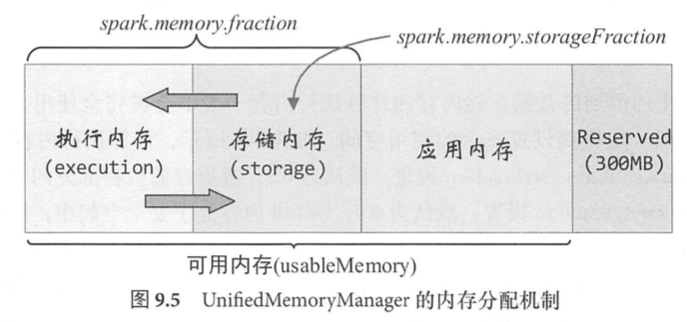 spark.memory.fraction
spark.memory.storageFraction
执行内存
(execution)
存储内存
(storage)
应用内存
Reserved
(300MB)
可用内存(usableMemory)
图 9.5 UnifiedMemoryManager 的内存分配机制